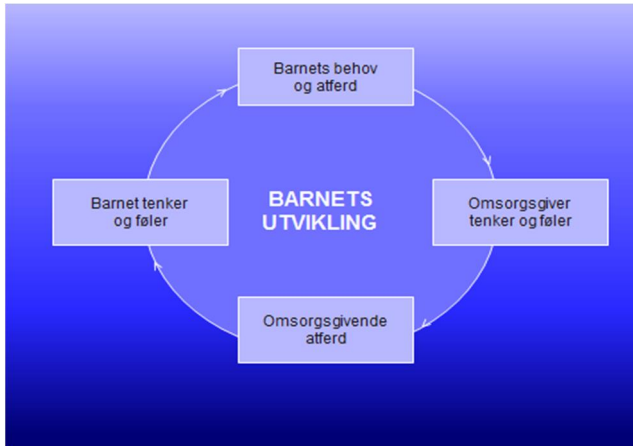 Barnets behov
og atferd
Barnet tenker
og føler
BARNETS
UTVIKLING
Omsorgsgiver
tenker og føler
Omsorgsgivende
atferd